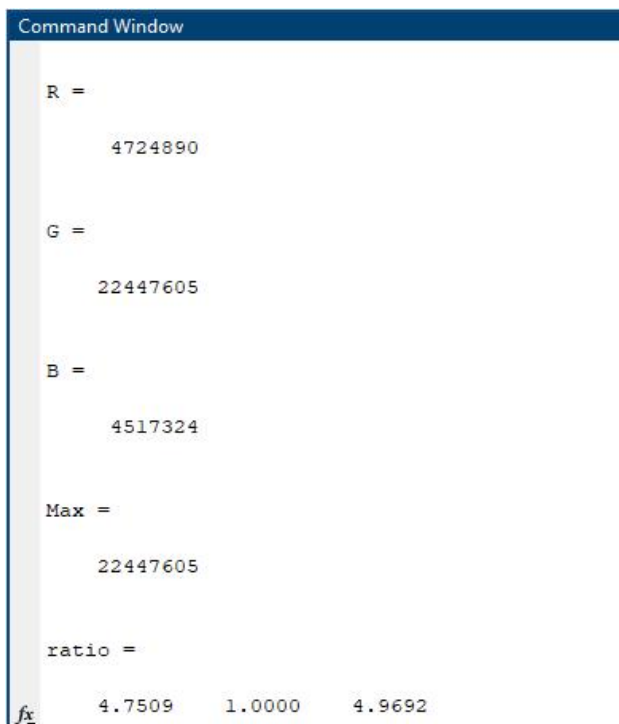 Command Window
R =
4724890
G =
22447605
B =
4517324
Max =
22447605
ratio =
fx 4.7509 1.0000 4.9692